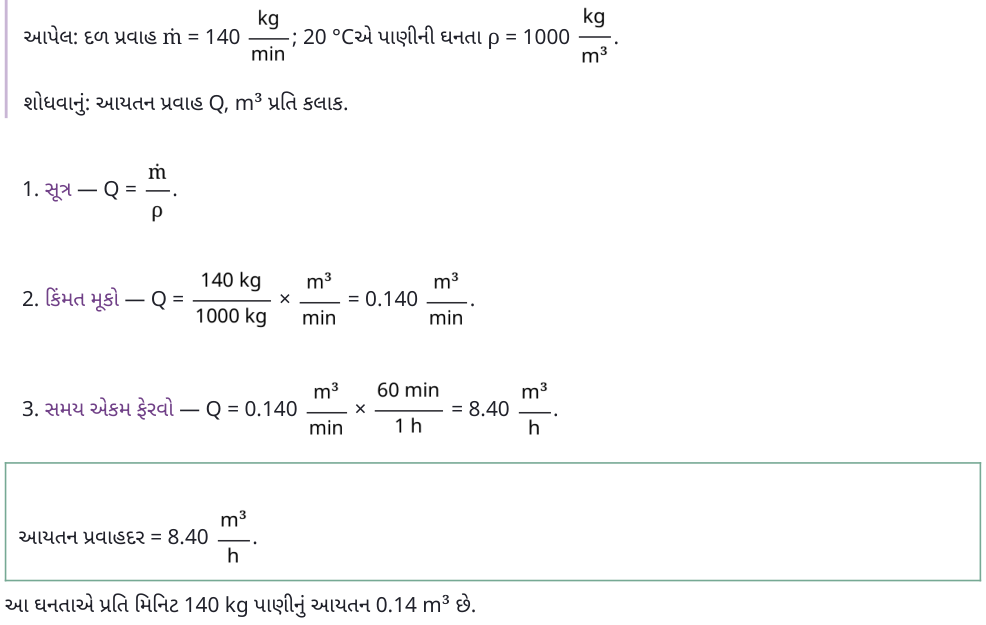 આપેલ: દળ પ્રવાહ ṁ = 140 kg/min; 20 °Cએ પાણીની ઘનતા ρ = 1000 kg/m³.
શોધવાનું: આયતન પ્રવાહ Q, m³ પ્રતિ કલાક.
1. સૂત્ર — Q = ṁ/ρ.
2. કિંમત મૂકો — Q = 140 kg/1000 kg × m³/min = 0.140 m³/min.
3. સમય એકમ ફેરવો — Q = 0.140 m³/min × 60 min/1 h = 8.40 m³/h.
આયતન પ્રવાહદર = 8.40 m³/h.
આ ઘનતાએ પ્રતિ મિનિટ 140 kg પાણીનું આયતન 0.14 m³ છે.